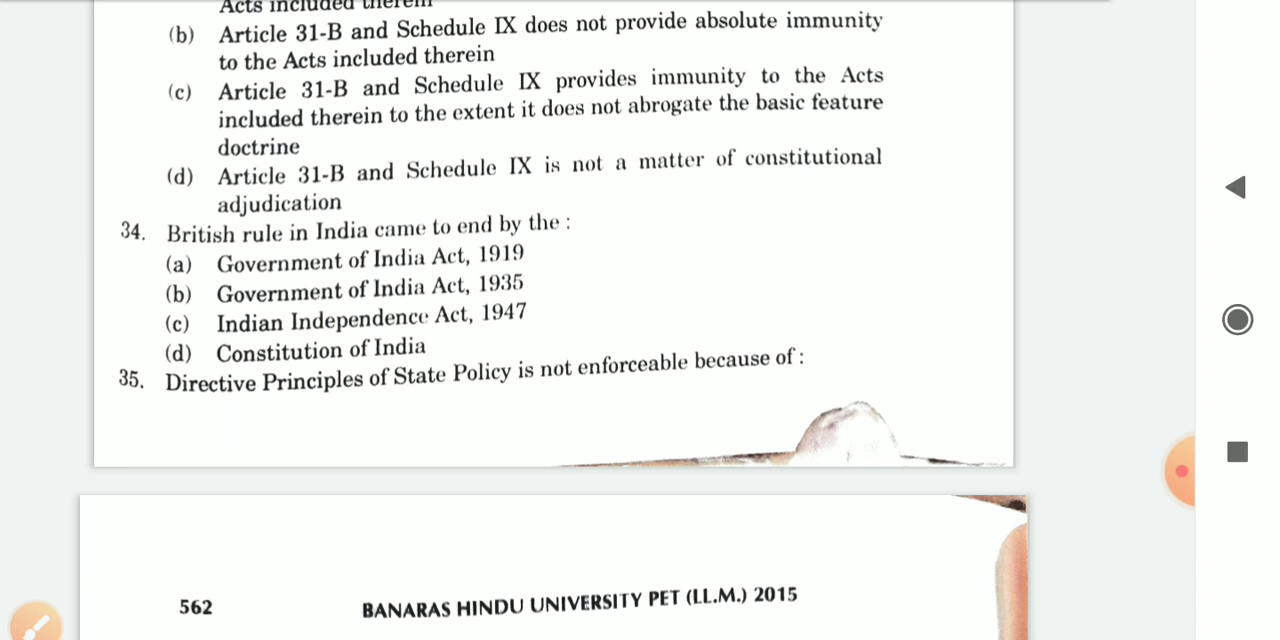 Acts included therein
(b) Article 31-B and Schedule IX does not provide absolute immunity
to the Acts included therein
(c) Article 31-B and Schedule IX provides immunity to the Acts
included therein to the extent it does not abrogate the basic feature
doctrine
(d) Article 31-B and Schedule IX is not a matter of constitutional
adjudication
34. British rule in India came to end by the :
(a) Government of India Act, 1919
(b) Government of India Act, 1935
(c) Indian Independence Act, 1947
(d) Constitution of India
35. Directive Principles of State Policy is not enforceable because of :
562 BANARAS HINDU UNIVERSITY PET (LL.M.) 2015